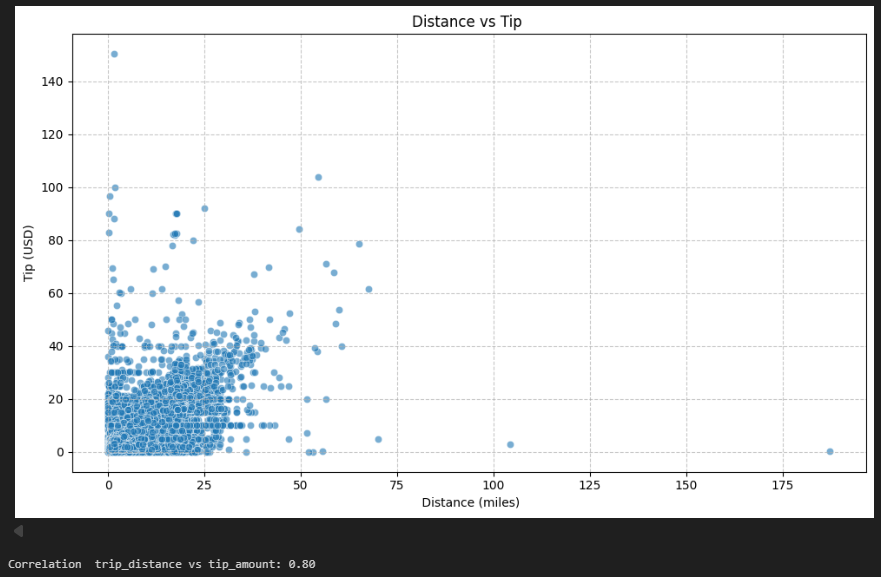 Distance vs Tip
140
120
100
80
60
40
20
0
Tip (USD)
0 25 50 75 100 125 150 175
Distance (miles)
Correlation  trip_distance vs tip_amount: 0.80